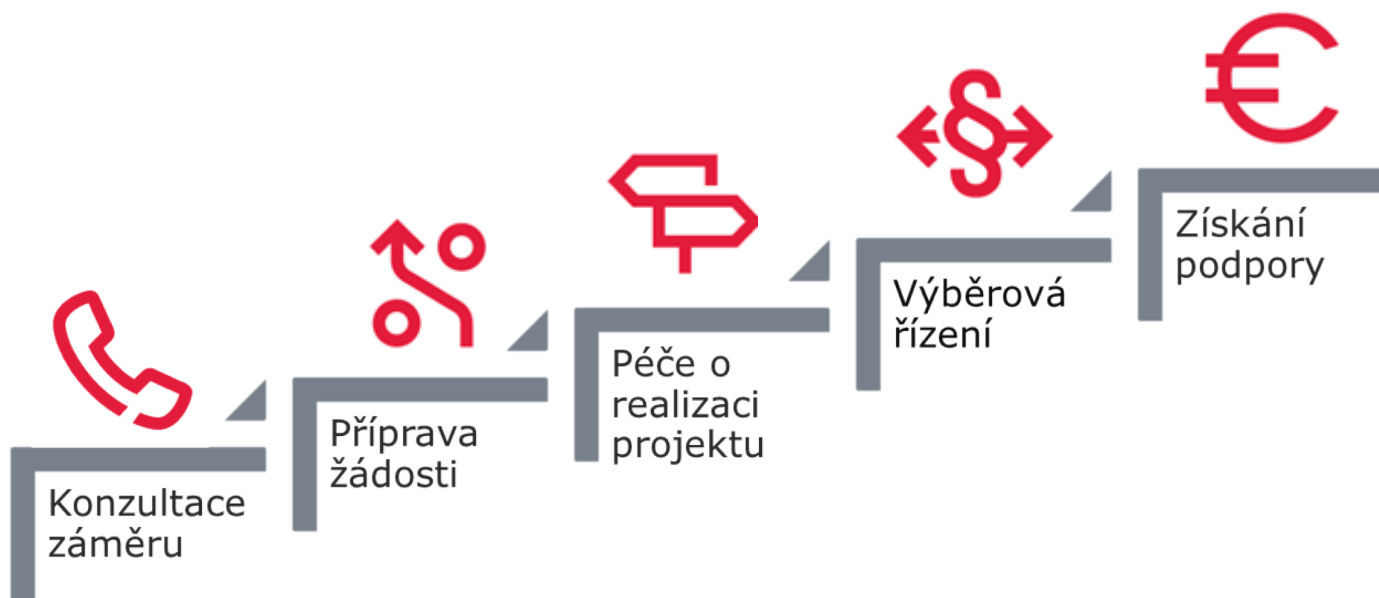 Konzultace
záměru
Příprava
žádosti
Péče o
realizaci
projektu
Výběrová
řízení
Získání
podpory